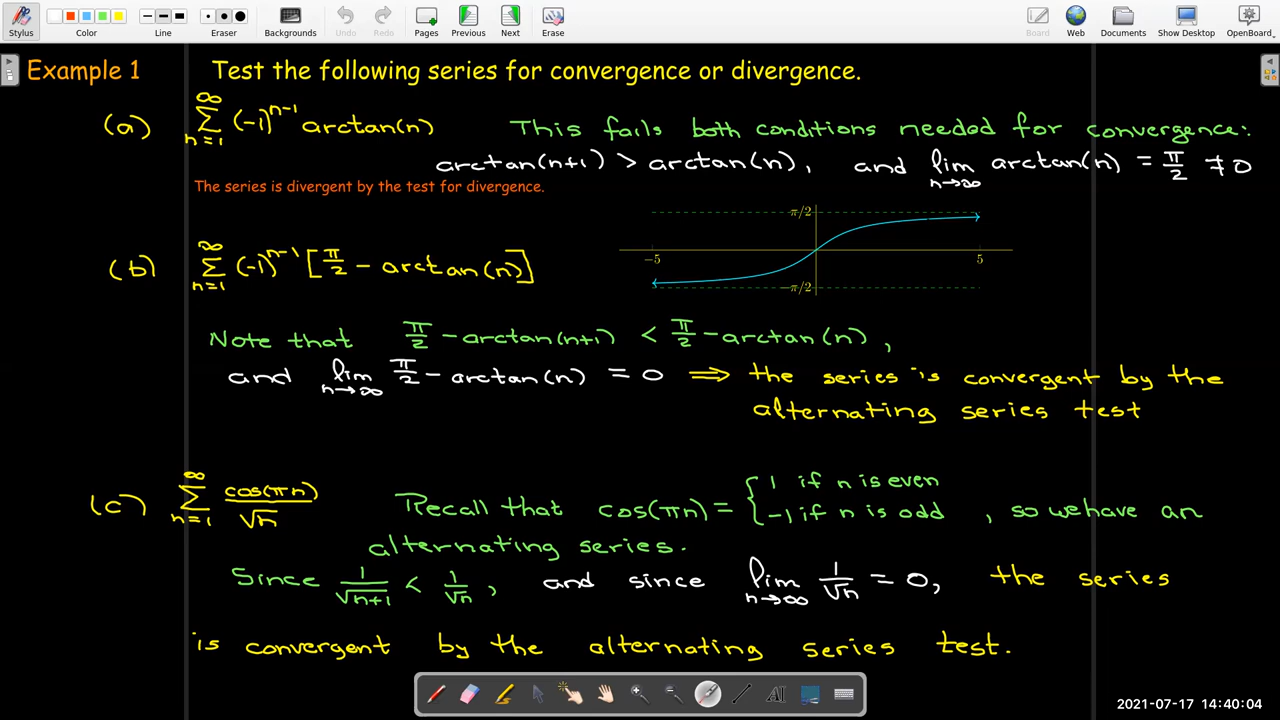 Stylus Color Line Eraser Backgrounds Undo Redo Pages Previous Next Erase Board Web Documents Show Desktop OpenBoard
Example 1 Test the following series for convergence or divergence.
(a) ∞ Σ n=1 (-1)^(n-1) arctan(n) This fails both conditions needed for convergence:
arctan(n+1) > arctan(n), and lim n→∞ arctan(n) = π/2 ≠ 0
The series is divergent by the test for divergence.
π/2
-5 5
-π/2
(b) ∞ Σ n=1 (-1)^(n-1) [π/2 - arctan(n)]
Note that π/2 - arctan(n+1) < π/2 - arctan(n),
and lim n→∞ π/2 - arctan(n) = 0 ⟹ the series is convergent by the
alternating series test
(c) ∞ Σ n=1 cos(πn)/√n Recall that cos(πn) = { 1 if n is even
-1 if n is odd , so we have an
alternating series.
Since 1/√n+1 < 1/√n, and since lim n→∞ 1/√n = 0, the series
is convergent by the alternating series test.
AI
2021-07-17 14:40:04